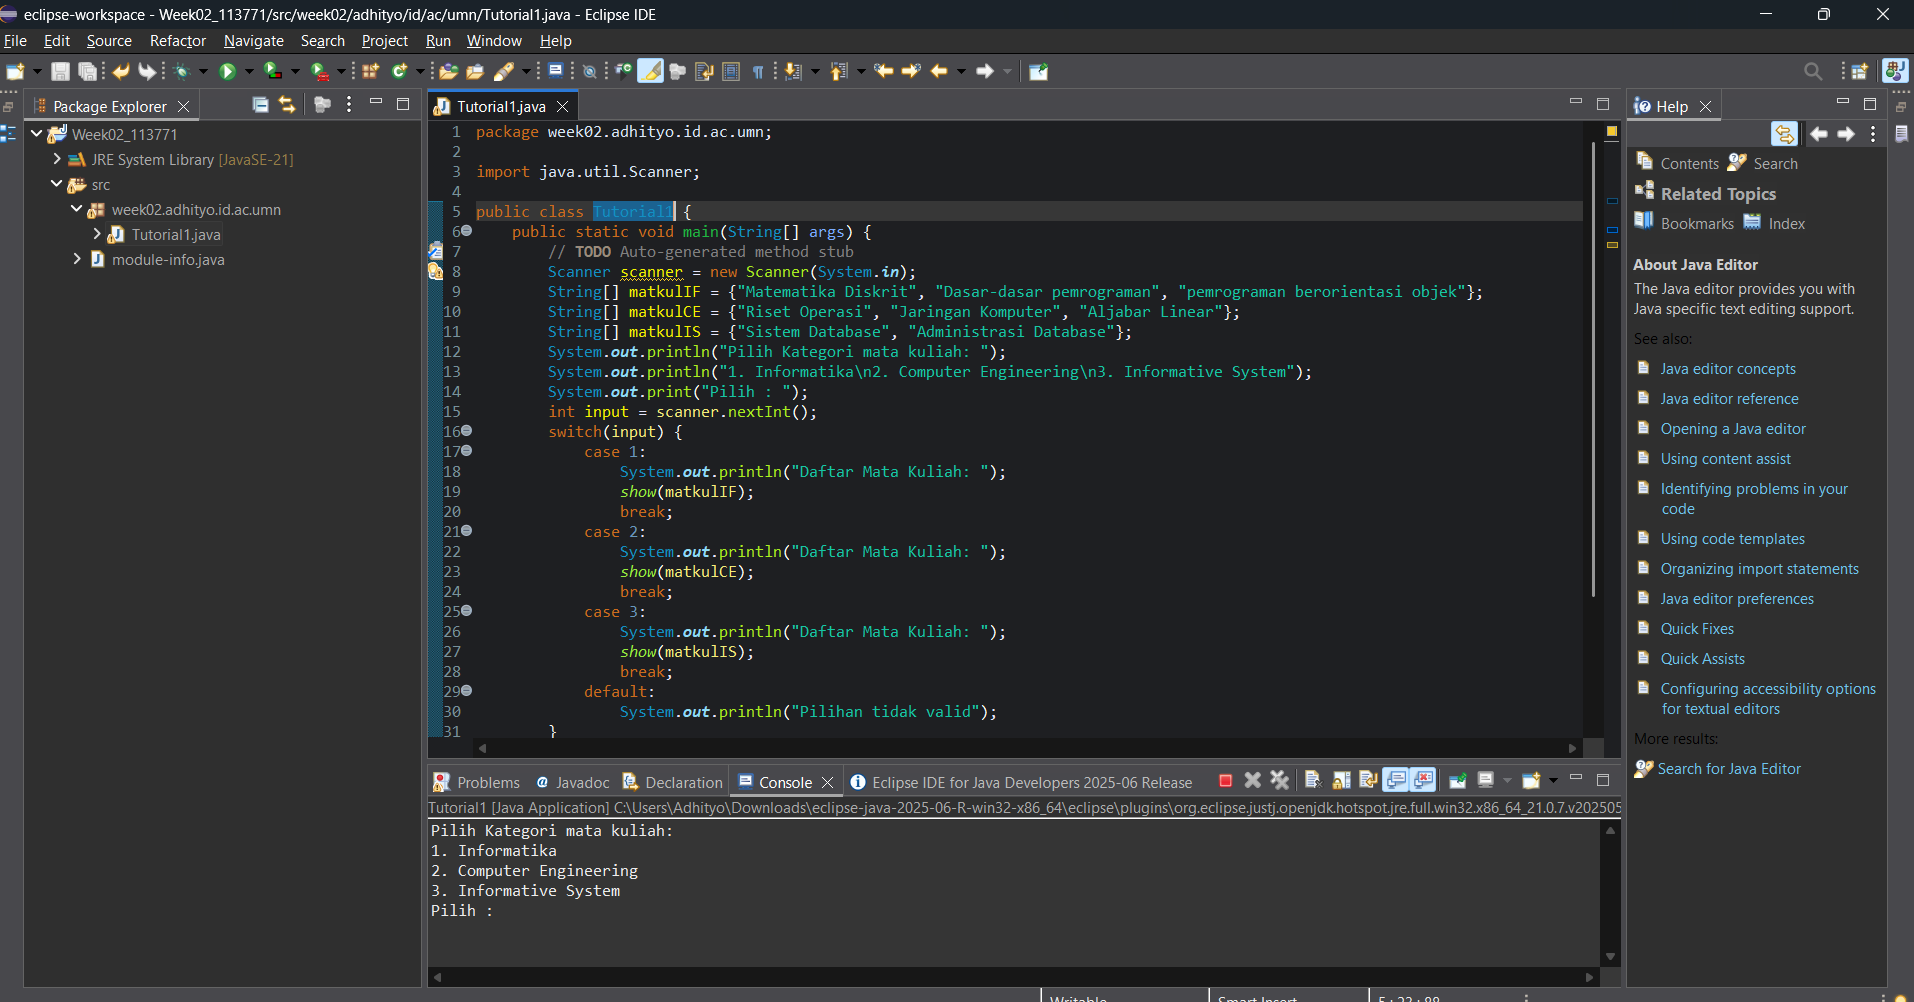 eclipse-workspace - Week02_113771/src/week02/adhityo/id/ac/umn/Tutorial1.java - Eclipse IDE
File Edit Source Refactor Navigate Search Project Run Window Help
Package Explorer
Week02_113771
JRE System Library [JavaSE-21]
src
week02.adhityo.id.ac.umn
Tutorial1.java
module-info.java
Tutorial1.java
1 package week02.adhityo.id.ac.umn;
2
3 import java.util.Scanner;
4
5 public class Tutorial1 {
6 public static void main(String[] args) {
7 // TODO Auto-generated method stub
8 Scanner scanner = new Scanner(System.in);
9 String[] matkulIF = {"Matematika Diskrit", "Dasar-dasar pemrograman", "pemrograman berorientasi objek"};
10 String[] matkulCE = {"Riset Operasi", "Jaringan Komputer", "Aljabar Linear"};
11 String[] matkulIS = {"Sistem Database", "Administrasi Database"};
12 System.out.println("Pilih Kategori mata kuliah: ");
13 System.out.println("1. Informatika\n2. Computer Engineering\n3. Informative System");
14 System.out.print("Pilih : ");
15 int input = scanner.nextInt();
16 switch(input) {
17 case 1:
18 System.out.println("Daftar Mata Kuliah: ");
19 show(matkulIF);
20 break;
21 case 2:
22 System.out.println("Daftar Mata Kuliah: ");
23 show(matkulCE);
24 break;
25 case 3:
26 System.out.println("Daftar Mata Kuliah: ");
27 show(matkulIS);
28 break;
29 default:
30 System.out.println("Pilihan tidak valid");
31 }
Problems Javadoc Declaration Console Eclipse IDE for Java Developers 2025-06 Release
Tutorial1 [Java Application] C:\Users\Adhityo\Downloads\eclipse-java-2025-06-R-win32-x86_64\eclipse\plugins\org.eclipse.justj.openjdk.hotspot.jre.full.win32.x86_64_21.0.7.v202505
Pilih Kategori mata kuliah:
1. Informatika
2. Computer Engineering
3. Informative System
Pilih :
Help
Contents Search
Related Topics
Bookmarks Index
About Java Editor
The Java editor provides you with
Java specific text editing support.
See also:
Java editor concepts
Java editor reference
Opening a Java editor
Using content assist
Identifying problems in your
code
Using code templates
Organizing import statements
Java editor preferences
Quick Fixes
Quick Assists
Configuring accessibility options
for textual editors
More results:
Search for Java Editor
Writable Smart Insert 5 : 23 : 88